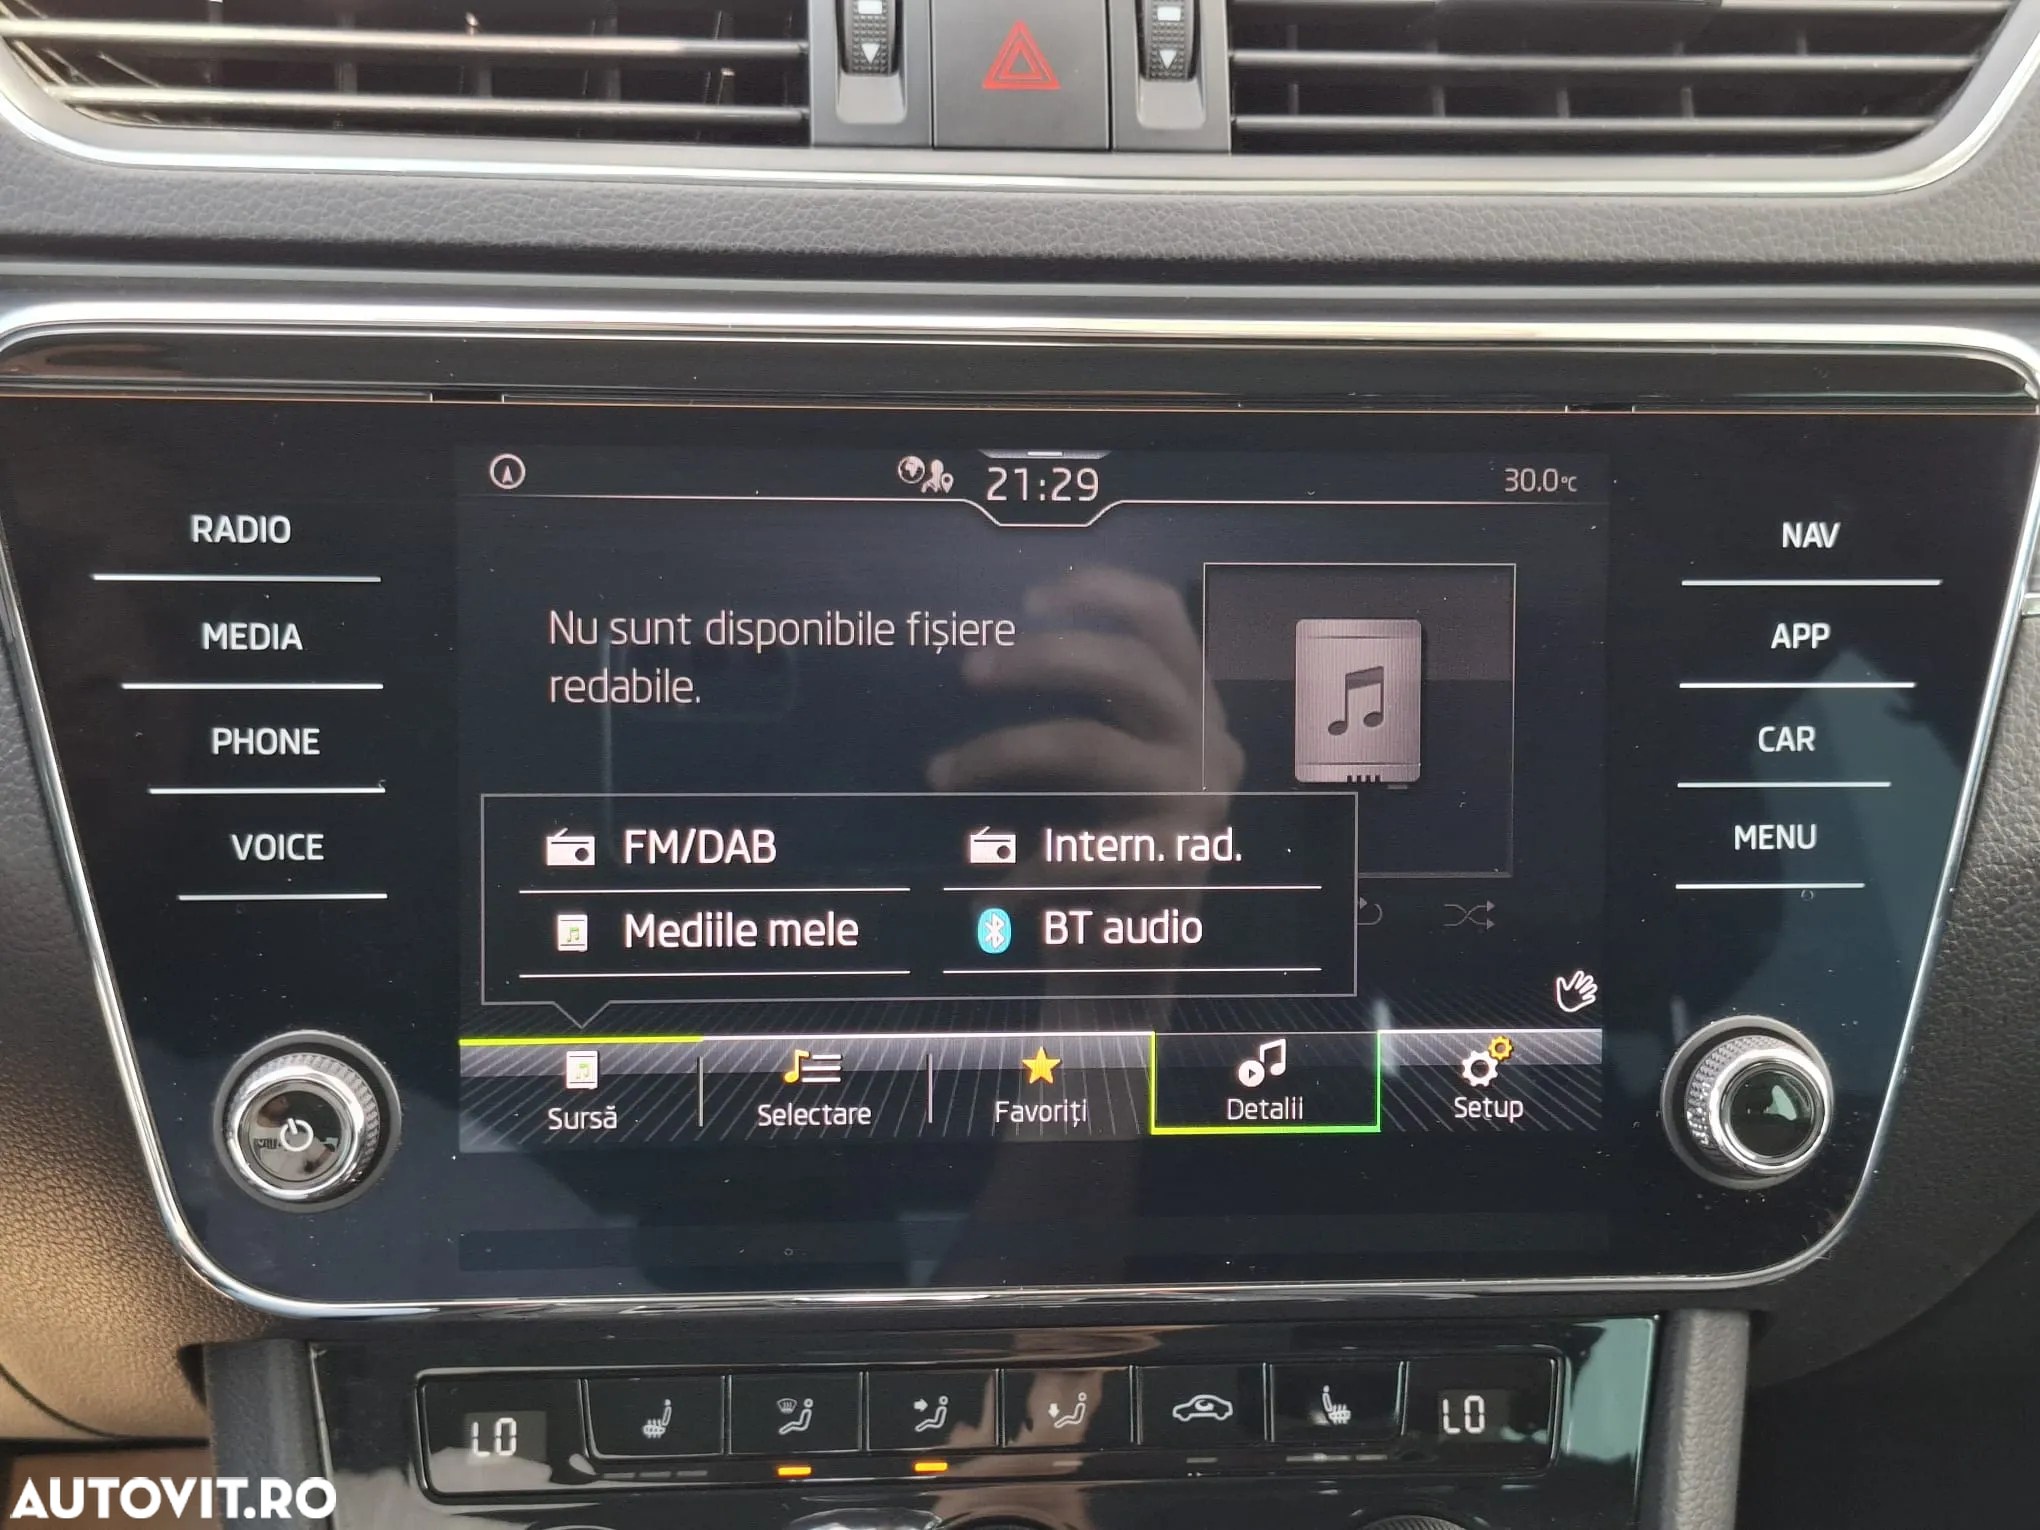 21:29
30.0°C
RADIO
MEDIA
PHONE
VOICE
NAV
APP
CAR
MENU
Nu sunt disponibile fișiere
redabile.
FM/DAB
Intern. rad.
Mediile mele
BT audio
Sursă
Selectare
Favoriți
Detalii
Setup
LO
LO
AUTOVIT.RO